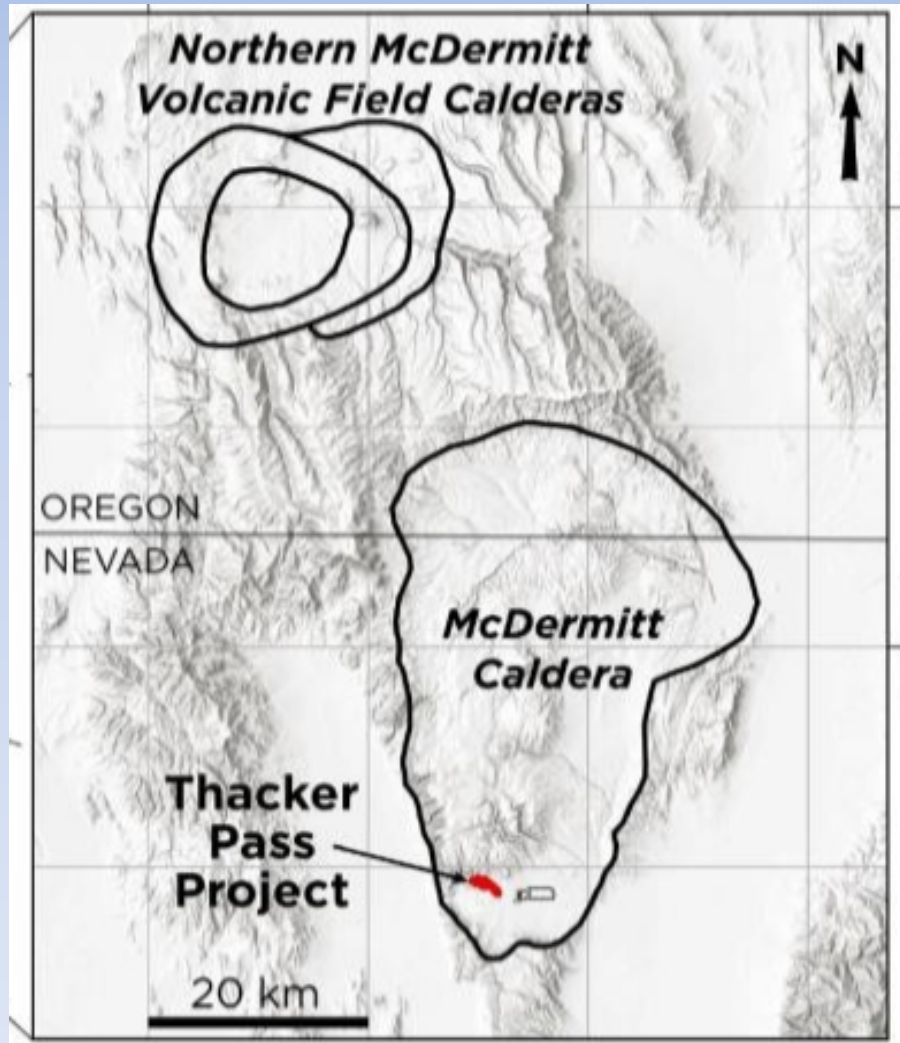 Northern McDermitt
Volcanic Field Calderas
N
OREGON
NEVADA
McDermitt
Caldera
Thacker
Pass
Project
20 km